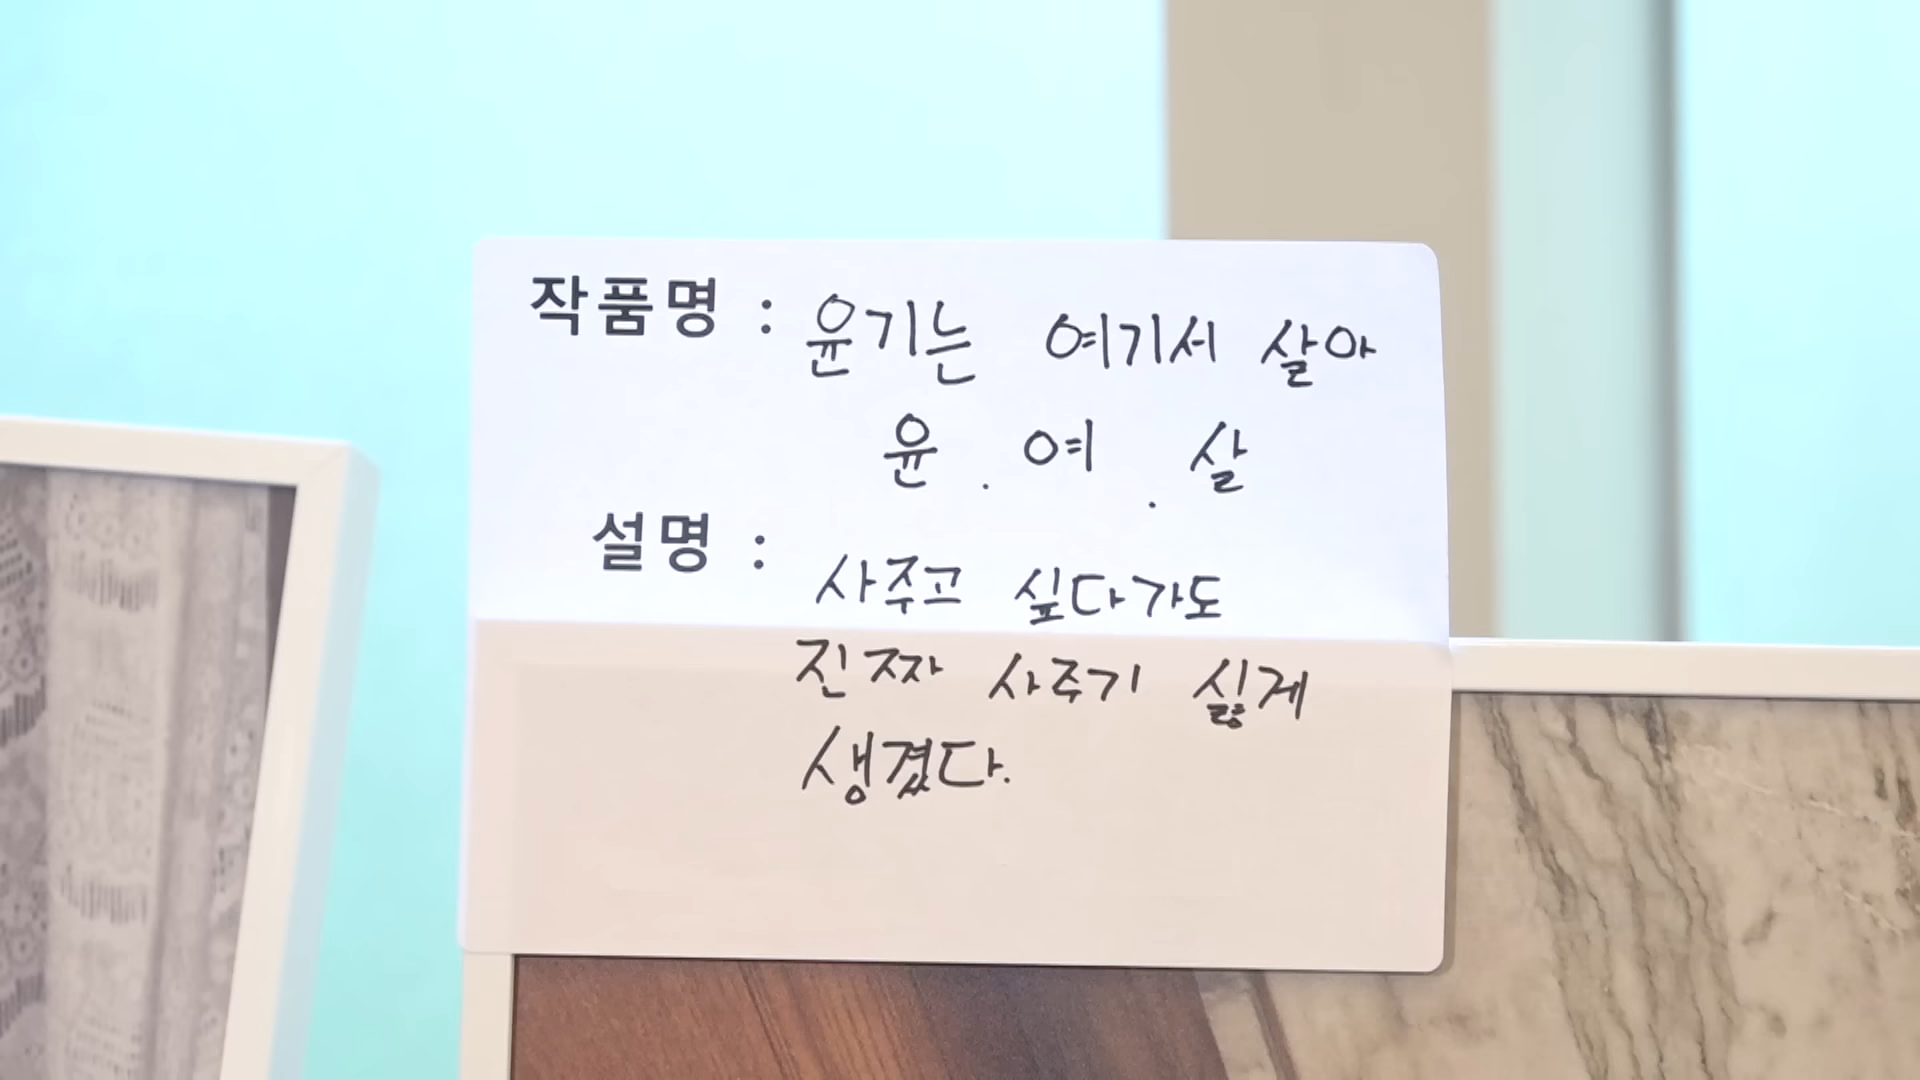 작품명 : 윤기는 여기서 살아
윤 . 여 . 살
설명 : 사주고 싶다가도
진짜 사주기 싫게
생겼다.